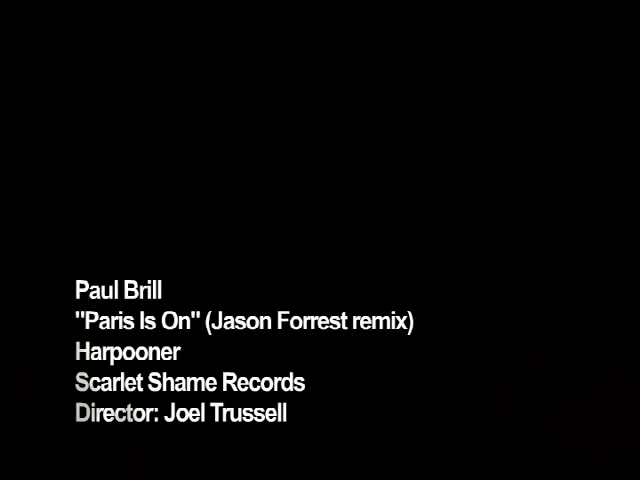 Paul Brill
"Paris Is On" (Jason Forrest remix)
Harpooner
Scarlet Shame Records
Director: Joel Trussell